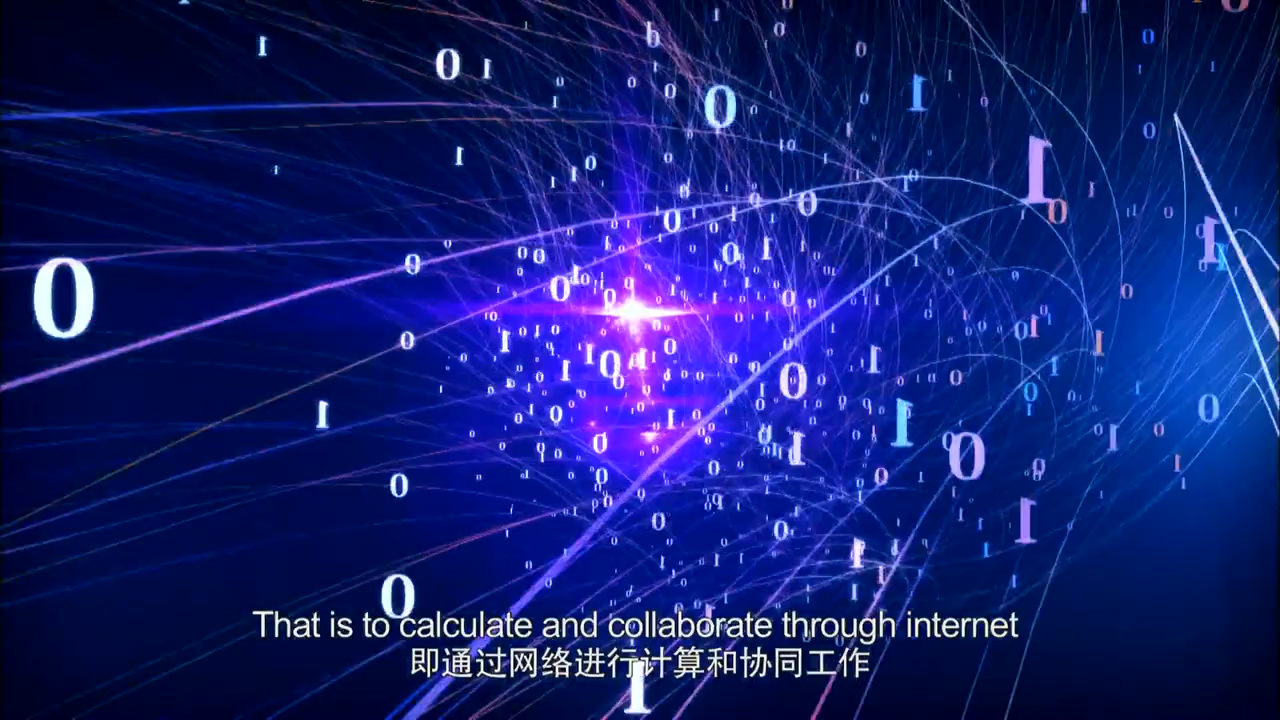 That is to calculate and collaborate through internet
即通过网络进行计算和协同工作